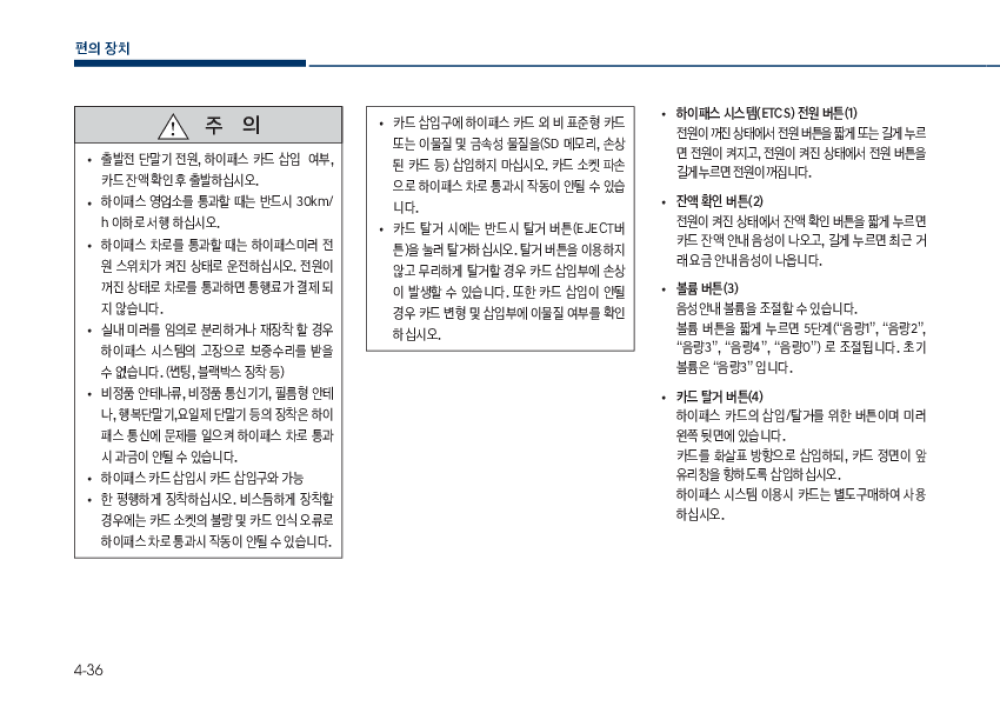 편의 장치
주 의
• 출발전 단말기 전원, 하이패스 카드 삽입 여부,
카드 잔액 확인 후 출발하십시오.
• 하이패스 영업소를 통과할 때는 반드시 30km/
h 이하로 서행 하십시오.
• 하이패스 차로를 통과할 때는 하이패스미러 전
원 스위치가 켜진 상태로 운전하십시오. 전원이
꺼진 상태로 차로를 통과하면 통행료가 결제 되
지 않습니다.
• 실내 미러를 임의로 분리하거나 재장착 할 경우
하이패스 시스템의 고장으로 보증수리를 받을
수 없습니다. (썬팅, 블랙박스 장착 등)
• 비정품 안테나류, 비정품 통신기기, 필름형 안테
나, 행복단말기,요일제 단말기 등의 장착은 하이
패스 통신에 문제를 일으켜 하이패스 차로 통과
시 과금이 안될 수 있습니다.
• 하이패스 카드 삽입시 카드 삽입구와 가능
• 한 평행하게 장착하십시오. 비스듬하게 장착할
경우에는 카드 소켓의 불량 및 카드 인식 오류로
하이패스 차로 통과시 작동이 안될 수 있습니다.
• 카드 삽입구에 하이패스 카드 외 비 표준형 카드
또는 이물질 및 금속성 물질을(SD 메모리, 손상
된 카드 등) 삽입하지 마십시오. 카드 소켓 파손
으로 하이패스 차로 통과시 작동이 안될 수 있습
니다.
• 카드 탈거 시에는 반드시 탈거 버튼(EJECT버
튼)을 눌러 탈거하십시오. 탈거 버튼을 이용하지
않고 무리하게 탈거할 경우 카드 삽입부에 손상
이 발생할 수 있습니다. 또한 카드 삽입이 안될
경우 카드 변형 및 삽입부에 이물질 여부를 확인
하십시오.
• 하이패스 시스템(ETCS) 전원 버튼(1)
전원이 꺼진 상태에서 전원 버튼을 짧게 또는 길게 누르
면 전원이 켜지고, 전원이 켜진 상태에서 전원 버튼을
길게 누르면 전원이 꺼집니다.
• 잔액 확인 버튼(2)
전원이 켜진 상태에서 잔액 확인 버튼을 짧게 누르면
카드 잔액 안내 음성이 나오고, 길게 누르면 최근 거
래 요금 안내 음성이 나옵니다.
• 볼륨 버튼(3)
음성 안내 볼륨을 조절할 수 있습니다.
볼륨 버튼을 짧게 누르면 5단계(“음량1”, “음량2”,
“음량3”, “음량4”, “음량0”) 로 조절됩니다. 초기
볼륨은 “음량3” 입니다.
• 카드 탈거 버튼(4)
하이패스 카드의 삽입/탈거를 위한 버튼이며 미러
왼쪽 뒷면에 있습니다.
카드를 화살표 방향으로 삽입하되, 카드 정면이 앞
유리창을 향하도록 삽입하십시오.
하이패스 시스템 이용시 카드는 별도구매하여 사용
하십시오.
4-36